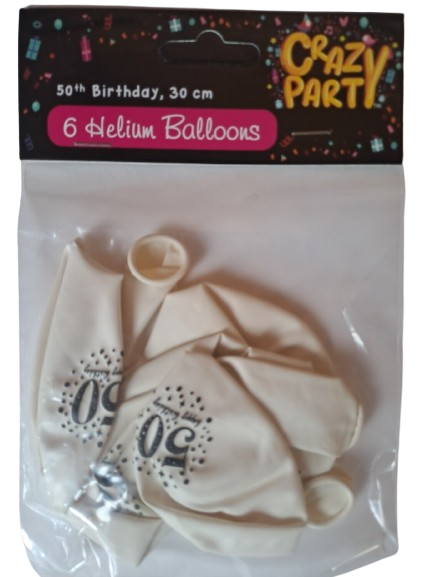 CRAZY
PARTY
50th Birthday, 30 cm
6 Helium Balloons
50
50